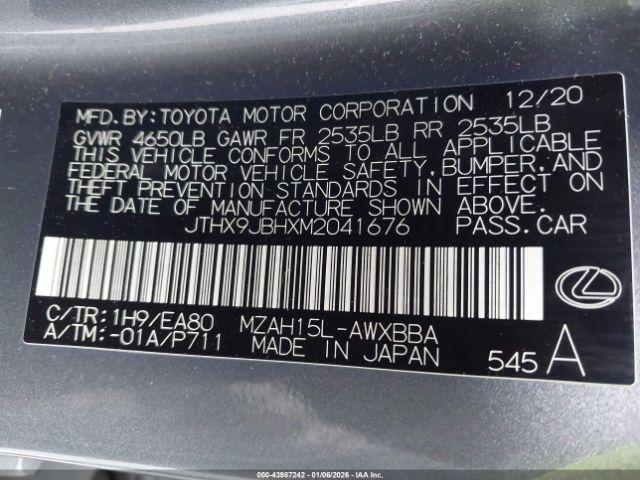 MFD.BY:TOYOTA MOTOR CORPORATION 12/20
GVWR 4650LB GAWR FR 2535LB RR 2535LB
THIS VEHICLE CONFORMS TO ALL APPLICABLE
FEDERAL MOTOR VEHICLE SAFETY,BUMPER,AND
THEFT PREVENTION STANDARDS IN EFFECT ON
THE DATE OF MANUFACTURE SHOWN ABOVE.
JTHX9JBHXM2041676 PASS.CAR
C/TR:1H9/EA80 MZAH15L-AWXBBA
A/TM:-01A/P711 MADE IN JAPAN 545 A
000-43987242 - 01/06/2026 - IAA Inc.